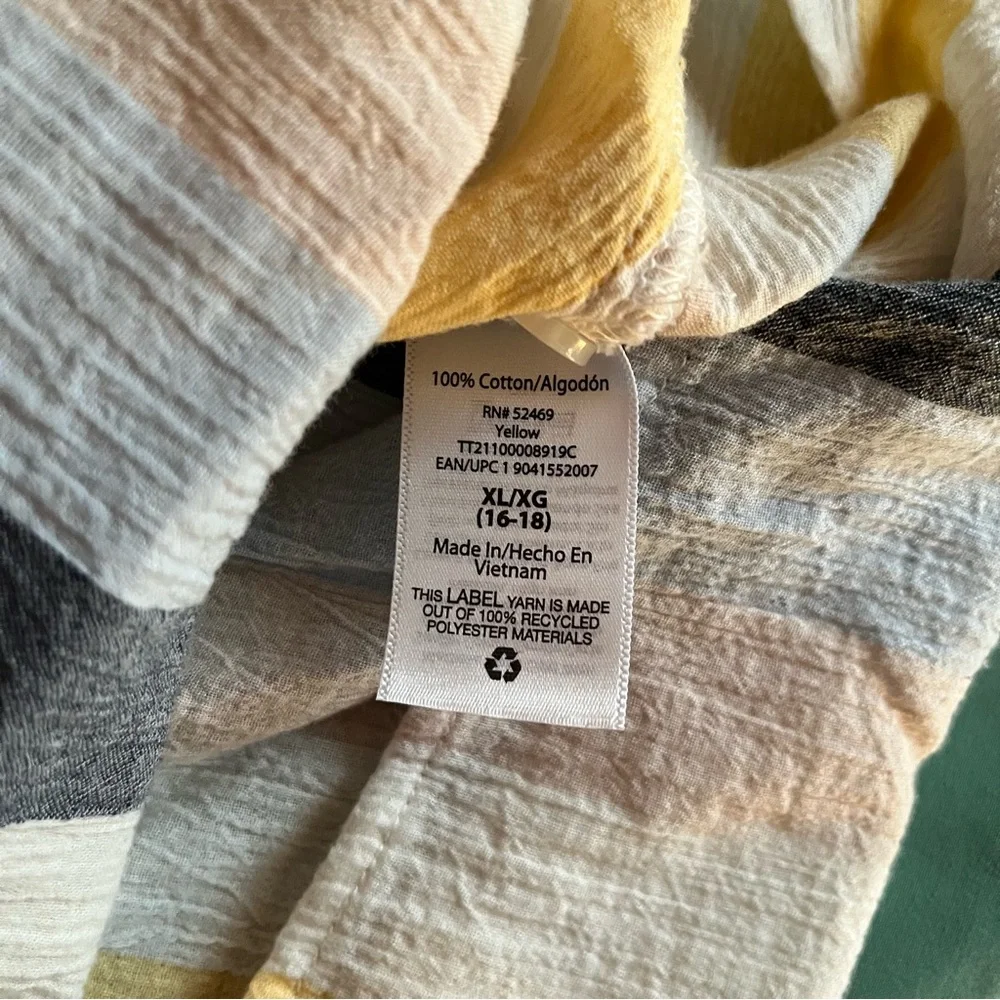 100% Cotton/Algodón
RN# 52469
Yellow
TT21100008919C
EAN/UPC 1 9041552007
XL/XG
(16-18)
Made In/Hecho En
Vietnam
THIS LABEL YARN IS MADE
OUT OF 100% RECYCLED
POLYESTER MATERIALS